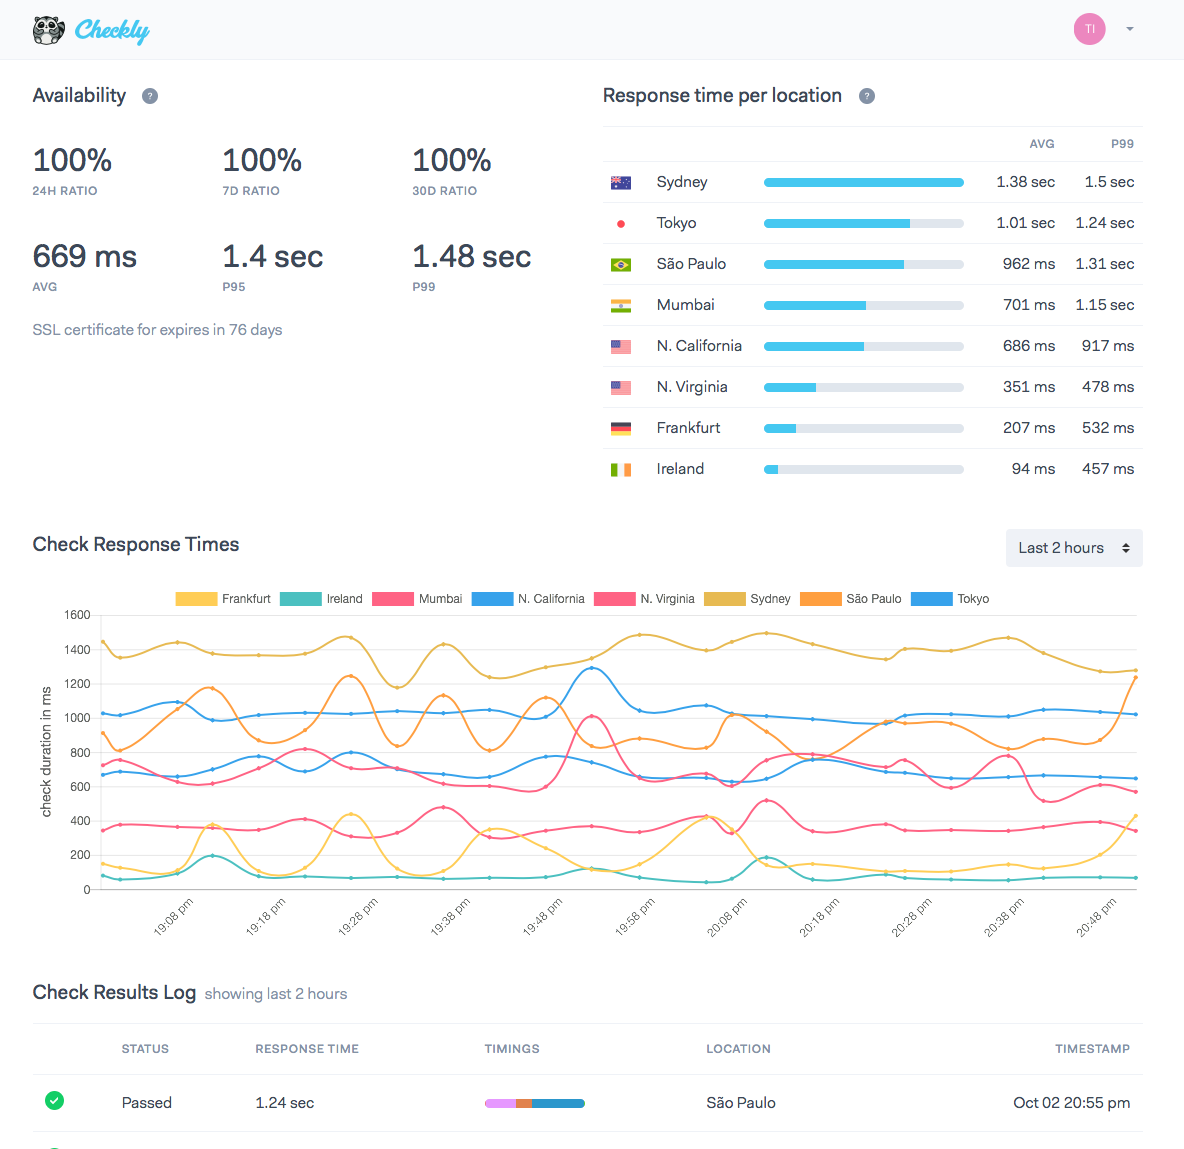 Checkly
TI
Availability ?
100% 100% 100%
24H RATIO 7D RATIO 30D RATIO
669 ms 1.4 sec 1.48 sec
AVG P95 P99
SSL certificate for expires in 76 days
Response time per location ?
AVG P99
Sydney 1.38 sec 1.5 sec
Tokyo 1.01 sec 1.24 sec
São Paulo 962 ms 1.31 sec
Mumbai 701 ms 1.15 sec
N. California 686 ms 917 ms
N. Virginia 351 ms 478 ms
Frankfurt 207 ms 532 ms
Ireland 94 ms 457 ms
Check Response Times
Last 2 hours
Frankfurt Ireland Mumbai N. California N. Virginia Sydney São Paulo Tokyo
check duration in ms
1600
1400
1200
1000
800
600
400
200
0
19:08 pm 19:18 pm 19:28 pm 19:38 pm 19:48 pm 19:58 pm 20:08 pm 20:18 pm 20:28 pm 20:38 pm 20:48 pm
Check Results Log showing last 2 hours
STATUS RESPONSE TIME TIMINGS LOCATION TIMESTAMP
Passed 1.24 sec São Paulo Oct 02 20:55 pm